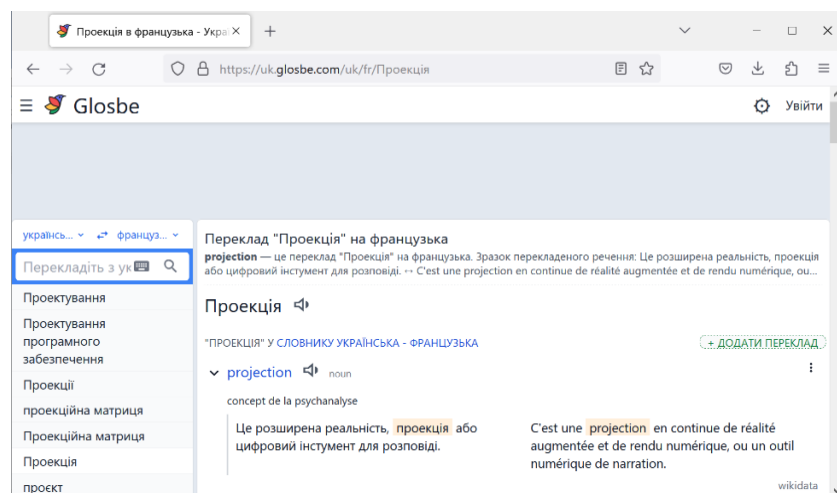 Проекція в французька - Украї
https://uk.glosbe.com/uk/fr/Проекція
Glosbe
Увійти
українсь...
француз...
Перекладіть з ук
Проектування
Проектування
програмного
забезпечення
Проекції
проекційна матриця
Проекційна матриця
Проекція
проєкт
Переклад "Проекція" на французька
projection — це переклад "Проекція" на французька. Зразок перекладеного речення: Це розширена реальність, проекція
або цифровий інстумент для розповіді. ↔ C'est une projection en continue de réalité augmentée et de rendu numérique, ou...
Проекція
"ПРОЕКЦІЯ" У СЛОВНИКУ УКРАЇНСЬКА - ФРАНЦУЗЬКА
+ ДОДАТИ ПЕРЕКЛАД
projection noun
concept de la psychanalyse
Це розширена реальність, проекція або
цифровий інстумент для розповіді.
C'est une projection en continue de réalité
augmentée et de rendu numérique, ou un outil
numérique de narration.
wikidata